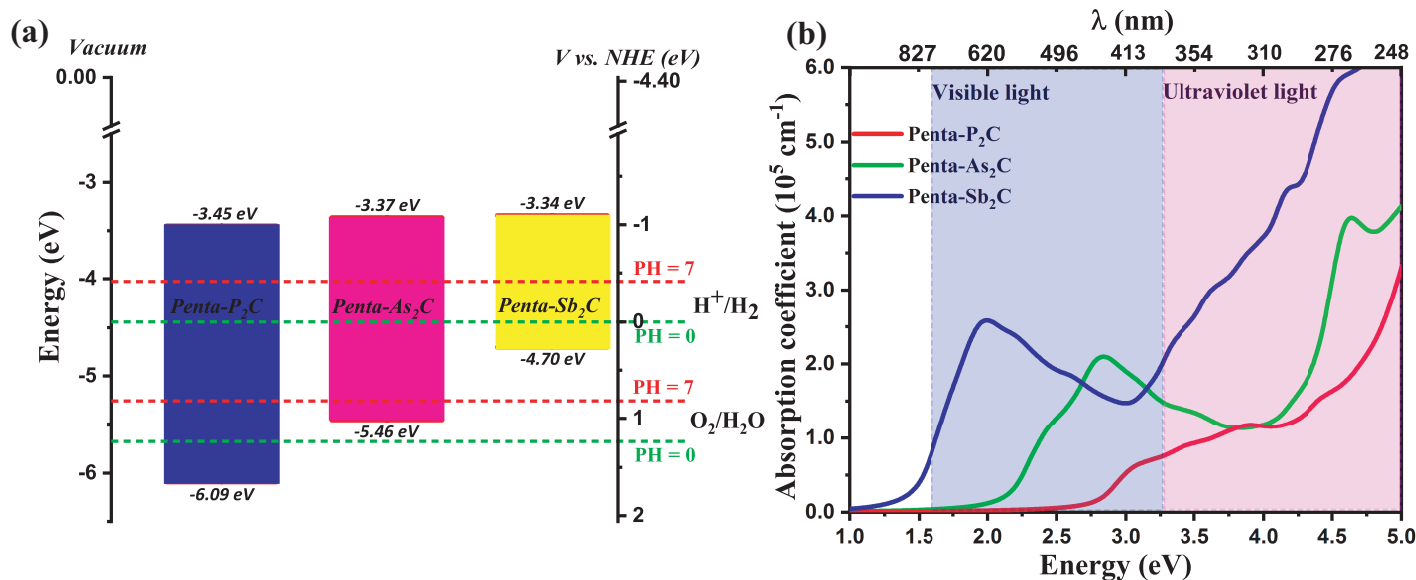 (a)
Vacuum
V vs. NHE (eV)
0.00
-4.40
-3
-4
-5
-6
Energy (eV)
-3.45 eV
-3.37 eV
-3.34 eV
-1
PH = 7
Penta-P₂C
Penta-As₂C
Penta-Sb₂C
H⁺/H₂
0
PH = 0
-4.70 eV
PH = 7
1
O₂/H₂O
-5.46 eV
PH = 0
-6.09 eV
2
(b)
λ (nm)
827 620 496 413 354 310 276 248
6.0
Visible light
Ultraviolet light
5.0
Penta-P₂C
Penta-As₂C
Penta-Sb₂C
4.0
3.0
2.0
1.0
0.0
Absorption coefficient (10⁵ cm⁻¹)
1.0 1.5 2.0 2.5 3.0 3.5 4.0 4.5 5.0
Energy (eV)